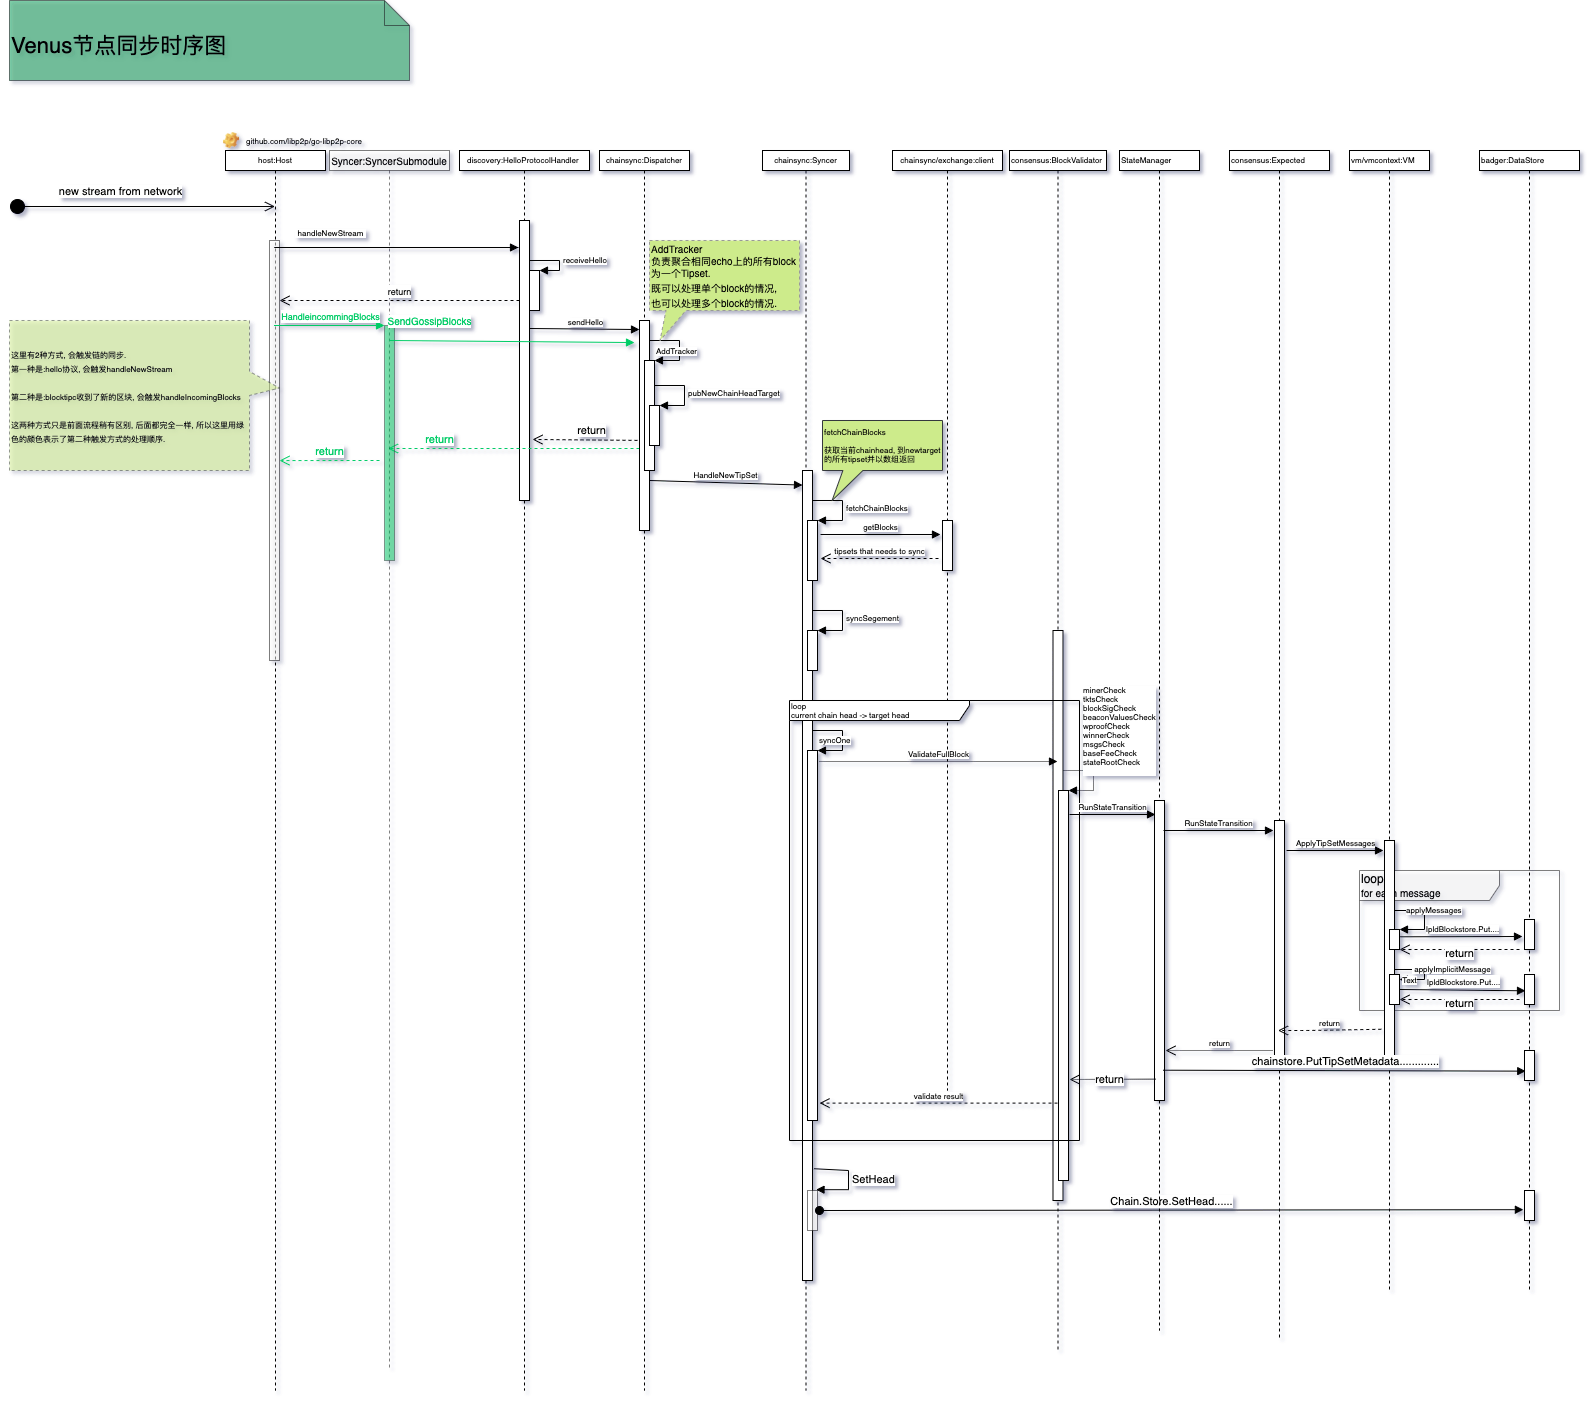 Venus节点同步时序图
github.com/libp2p/go-libp2p-core
host:Host
Syncer:SyncerSubmodule
discovery:HelloProtocolHandler
chainsync:Dispatcher
chainsync:Syncer
chainsync/exchange:client
consensus:BlockValidator
StateManager
consensus:Expected
vm/vmcontext:VM
badger:DataStore
new stream from network
handleNewStream
receiveHello
return
AddTracker
负责聚合相同echo上的所有block
为一个Tipset.
既可以处理单个block的情况,
也可以处理多个block的情况.
HandleincommingBlocks
SendGossipBlocks
sendHello
AddTracker
pubNewChainHeadTarget
return
return
return
这里有2种方式, 会触发链的同步.
第一种是:hello协议, 会触发handleNewStream
第二种是:blocktipc收到了新的区块, 会触发handleIncomingBlocks
这两种方式只是前面流程稍有区别, 后面都完全一样, 所以这里用绿
色的颜色表示了第二种触发方式的处理顺序.
HandleNewTipSet
fetchChainBlocks
获取当前chainhead, 到newtarget
的所有tipset并以数组返回
fetchChainBlocks
getBlocks
tipsets that needs to sync
syncSegement
loop
current chain head -> target head
syncOne
ValidateFullBlock
minerCheck
tktsCheck
blockSigCheck
beaconValuesCheck
wproofCheck
winnerCheck
msgsCheck
baseFeeCheck
stateRootCheck
RunStateTransition
RunStateTransition
ApplyTipSetMessages
loop
for each message
applyMessages
IpldBlockstore.Put....
return
applyImplicitMessage
Text
IpldBlockstore.Put....
return
return
return
chainstore.PutTipSetMetadata.............
return
validate result
SetHead
Chain.Store.SetHead......